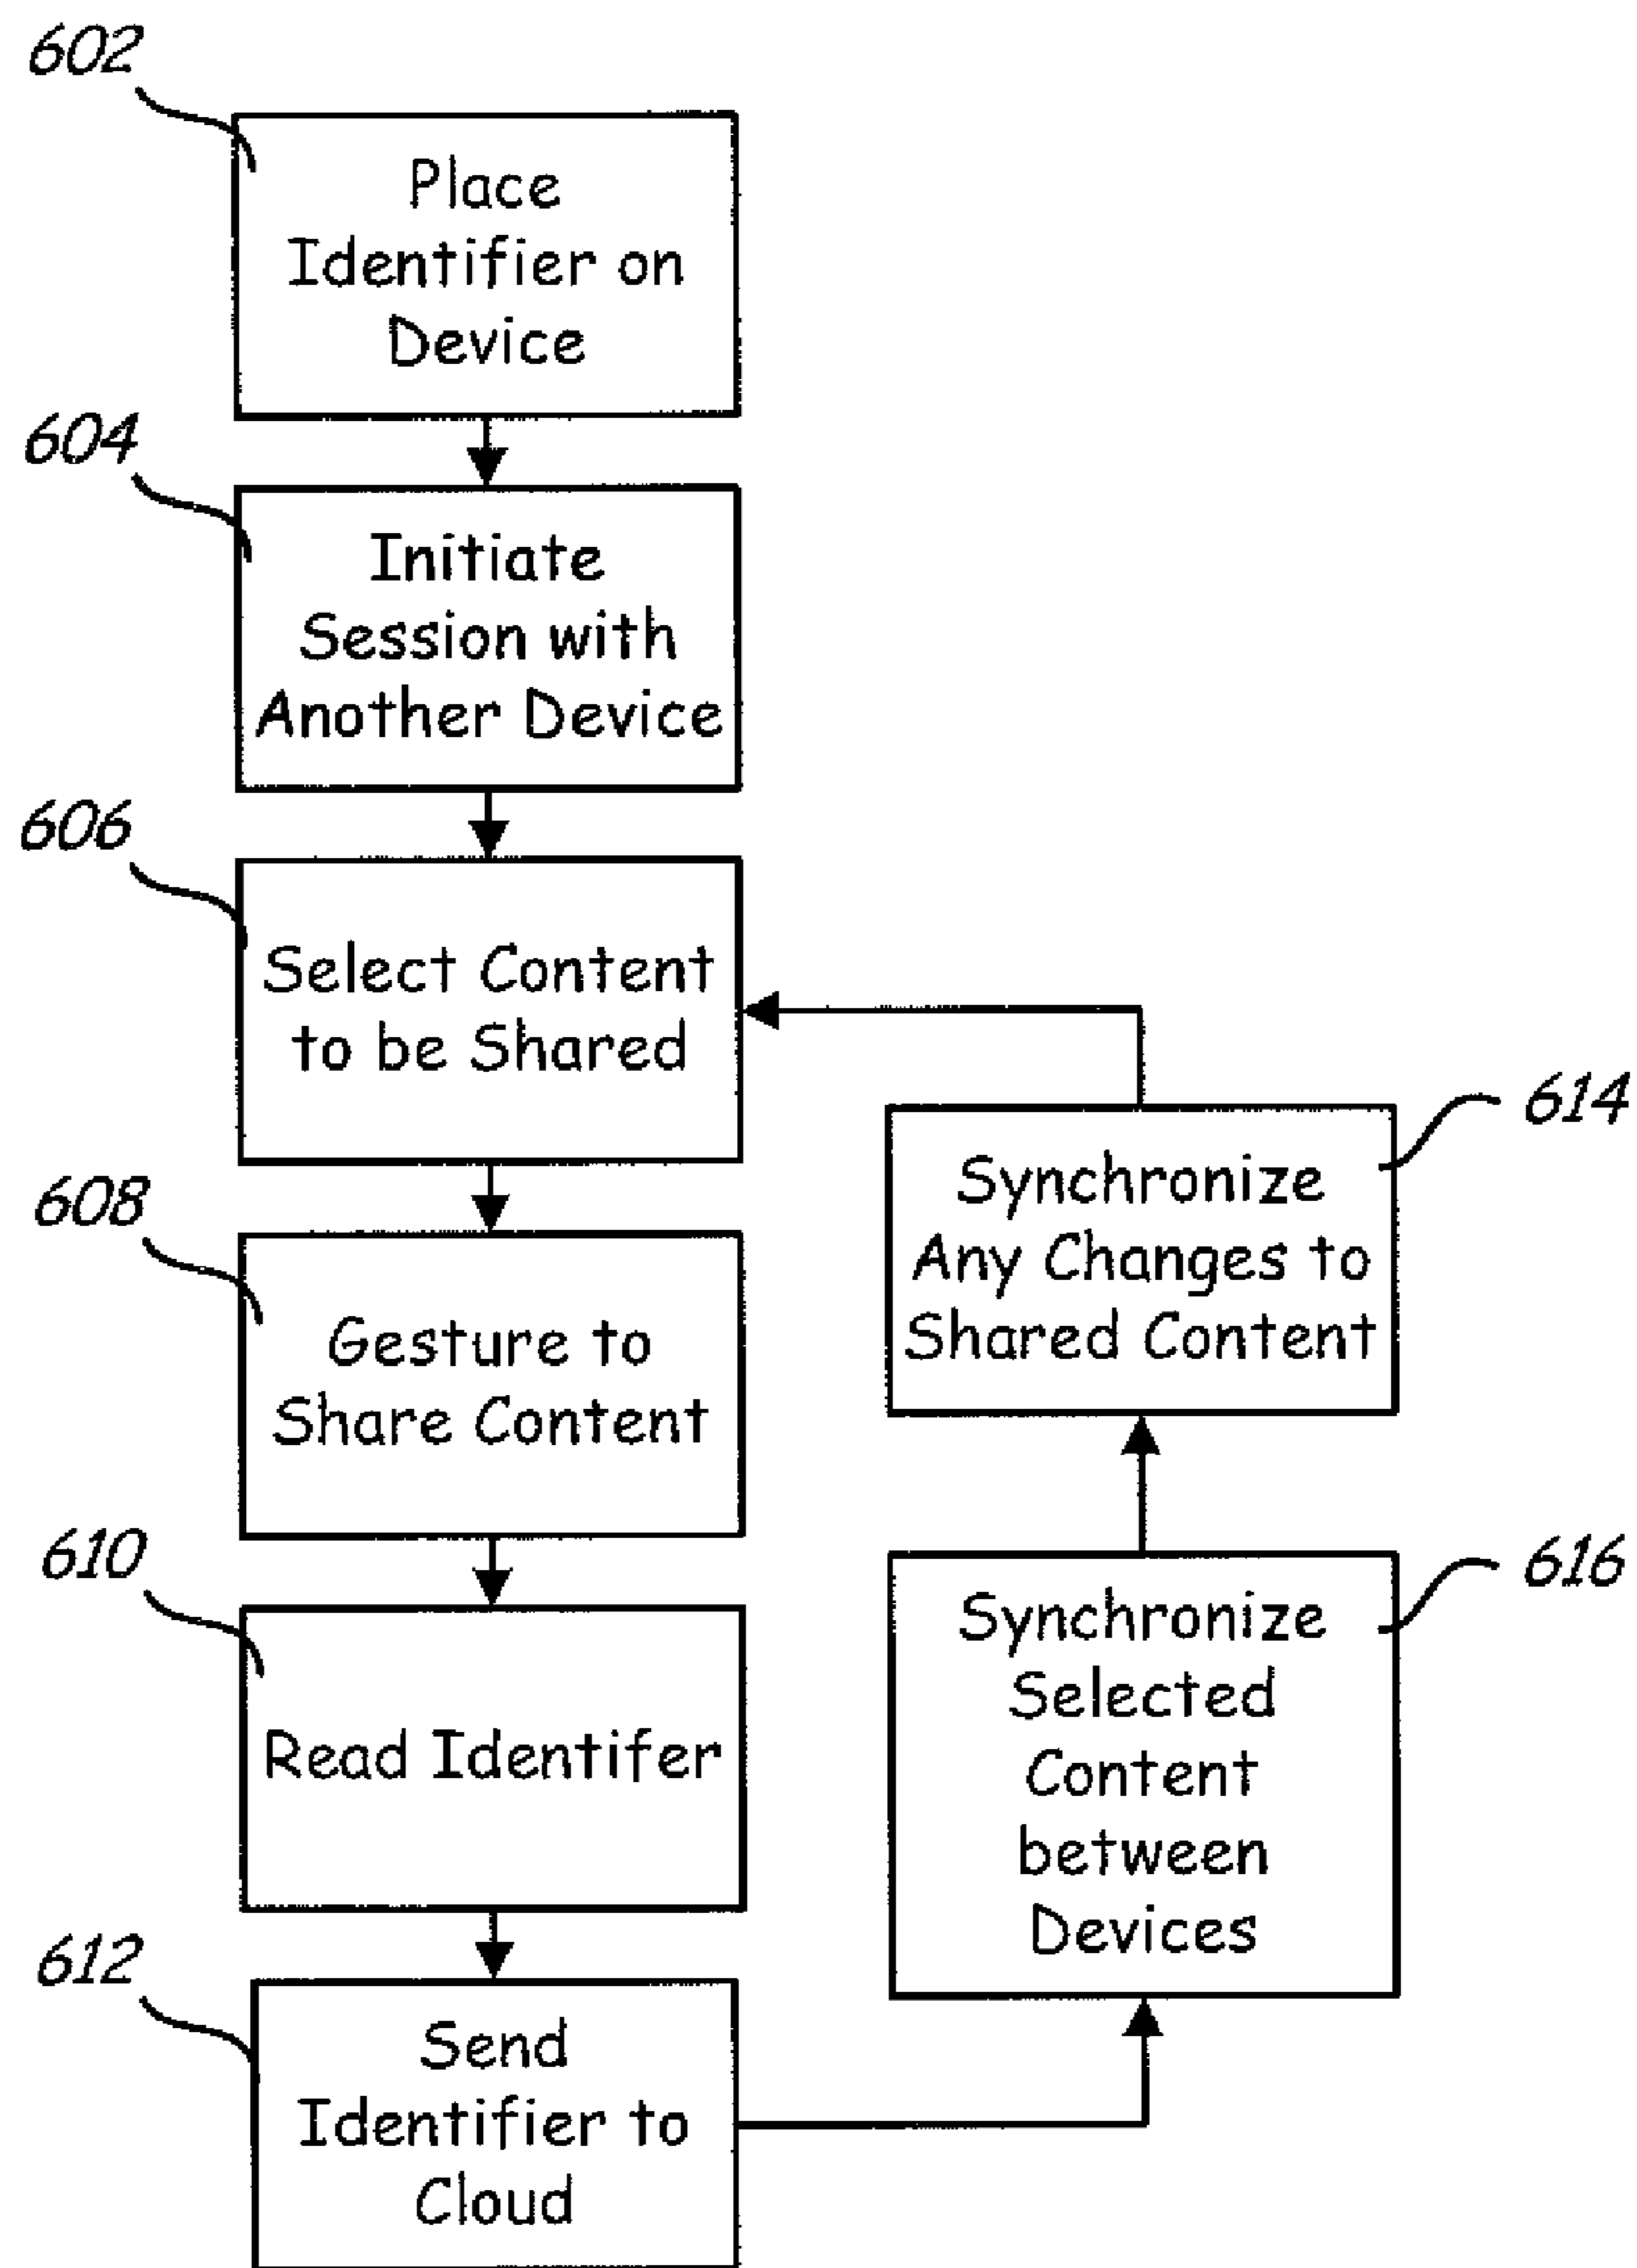 602
Place
Identifier on
Device
604
Initiate
Session with
Another Device
606
Select Content
to be Shared
608
Gesture to
Share Content
610
Read Identifer
612
Send
Identifier to
Cloud
614
Synchronize
Any Changes to
Shared Content
616
Synchronize
Selected
Content
between
Devices